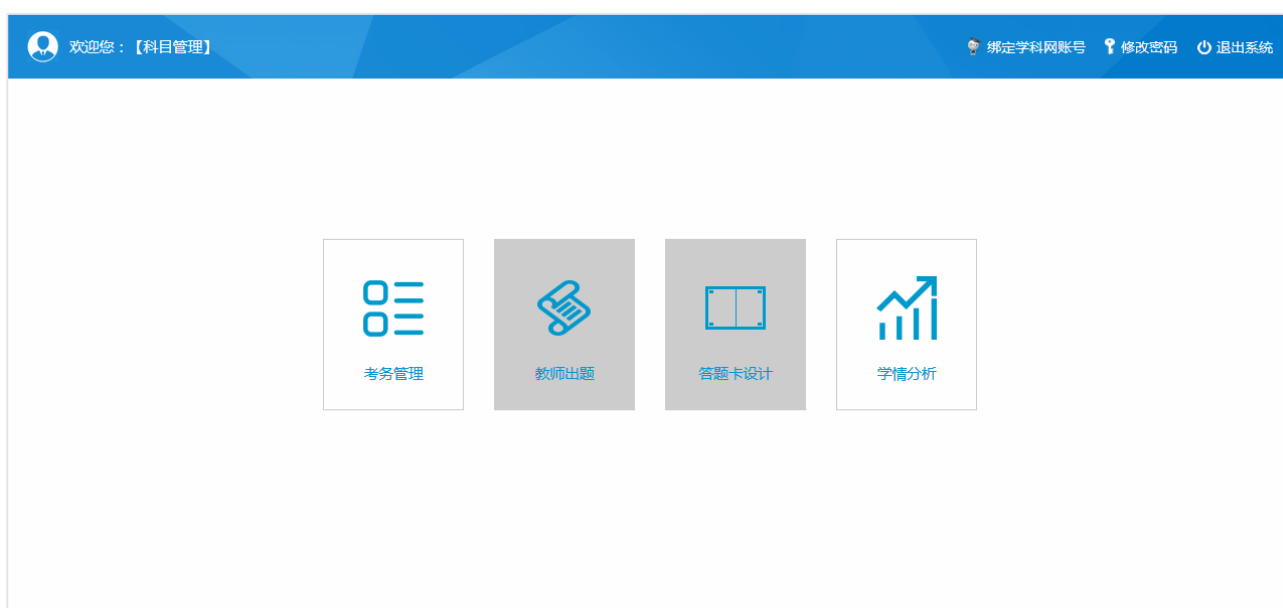 欢迎您：【科目管理】 绑定学科网账号 修改密码 退出系统
考务管理 教师出题 答题卡设计 学情分析